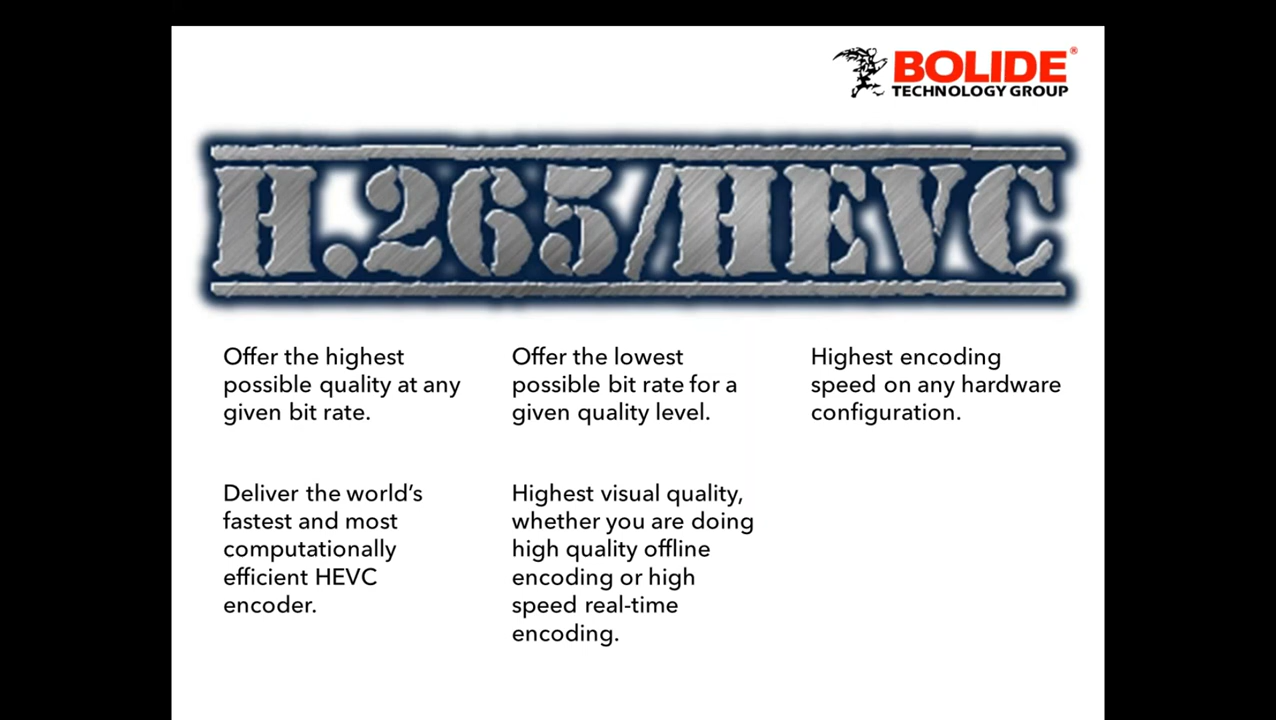 BOLIDE®
TECHNOLOGY GROUP
H.265/HEVC
Offer the highest
possible quality at any
given bit rate.
Offer the lowest
possible bit rate for a
given quality level.
Highest encoding
speed on any hardware
configuration.
Deliver the world’s
fastest and most
computationally
efficient HEVC
encoder.
Highest visual quality,
whether you are doing
high quality offline
encoding or high
speed real-time
encoding.